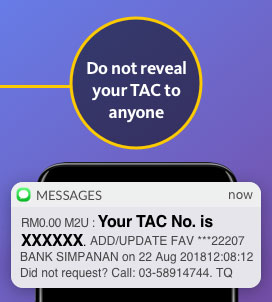 Do not reveal
your TAC to
anyone
MESSAGES now
RM0.00 M2U : Your TAC No. is
XXXXXX, ADD/UPDATE FAV ***22207
BANK SIMPANAN on 22 Aug 201812:08:12
Did not request? Call: 03-58914744. TQ